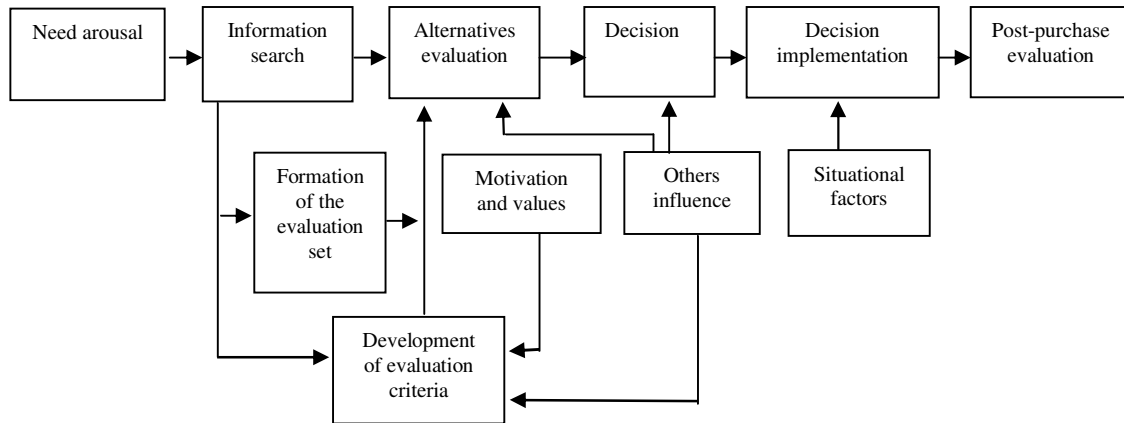 Need arousal
Information
search
Alternatives
evaluation
Decision
Decision
implementation
Post-purchase
evaluation
Formation
of the
evaluation
set
Motivation
and values
Others
influence
Situational
factors
Development
of evaluation
criteria